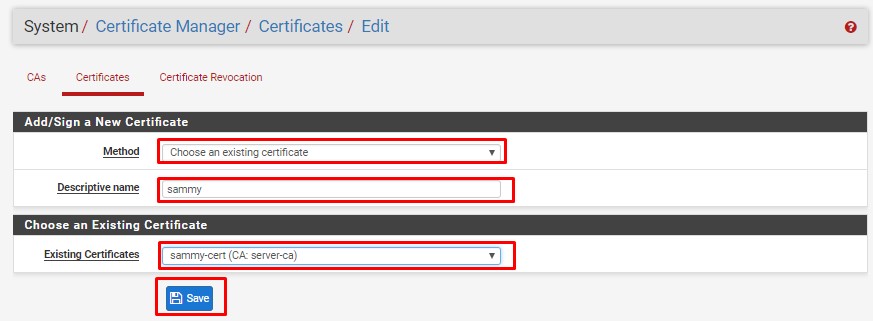 System / Certificate Manager / Certificates / Edit
CAs Certificates Certificate Revocation
Add/Sign a New Certificate
Method Choose an existing certificate
Descriptive name sammy
Choose an Existing Certificate
Existing Certificates sammy-cert (CA: server-ca)
Save